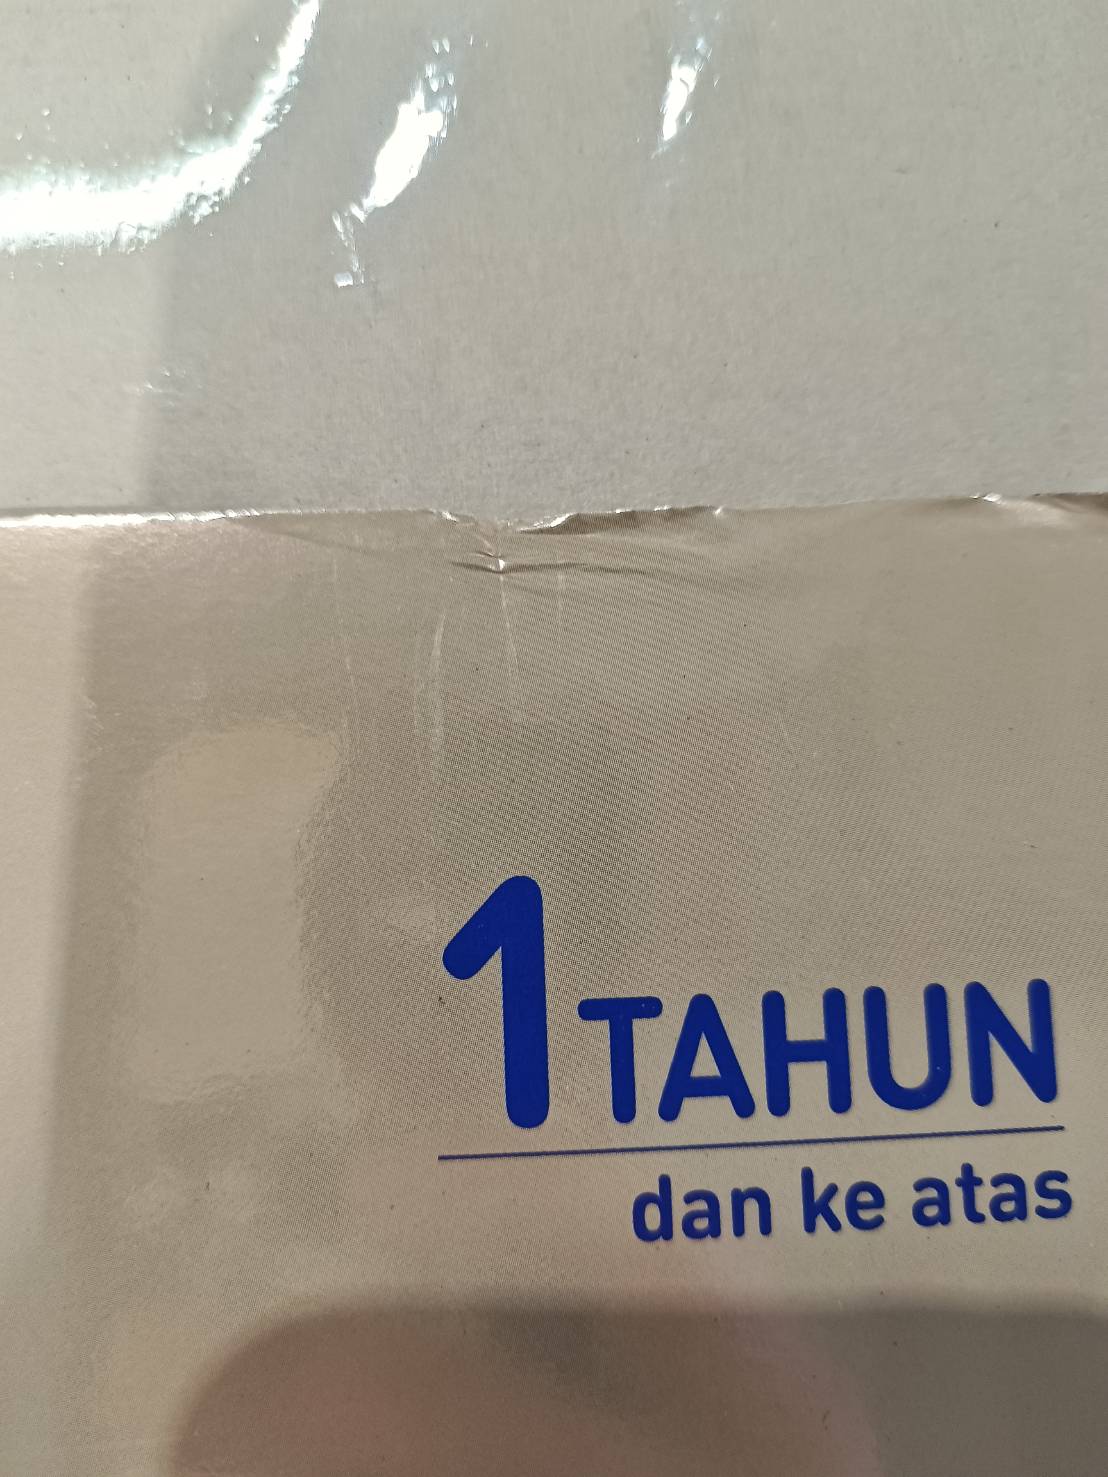 1 TAHUN
dan ke atas